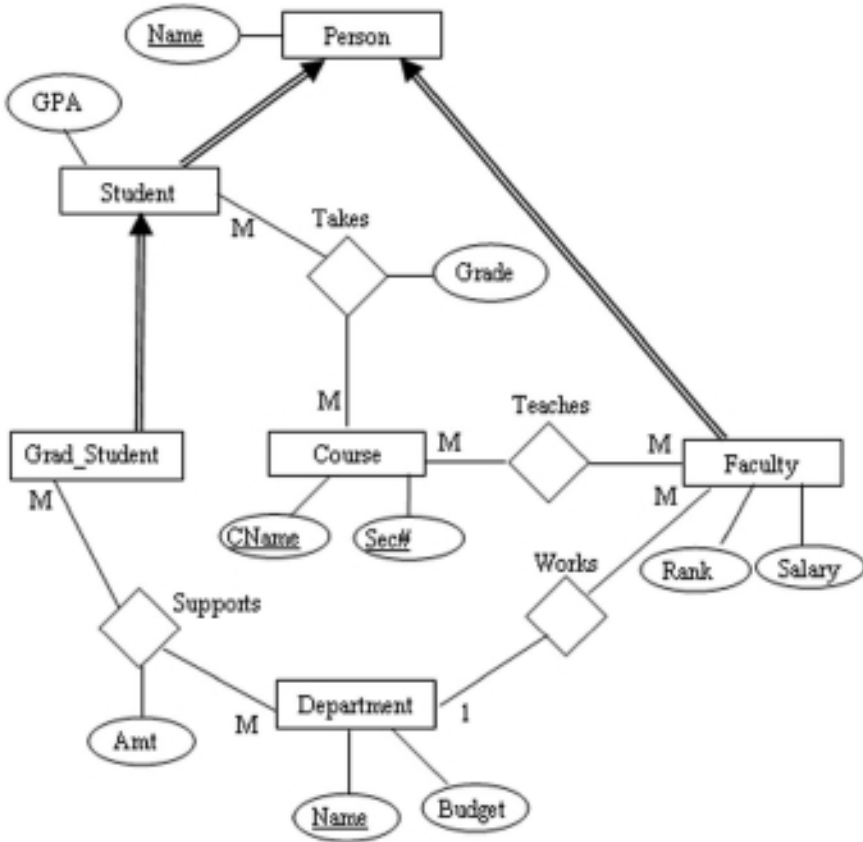 Name
Person
GPA
Student
M
Takes
Grade
M
Teaches
Grad_Student
Course
M
M
Faculty
M
M
CName
Sec#
Works
Rank
Salary
Supports
Department
M
1
Amt
Name
Budget